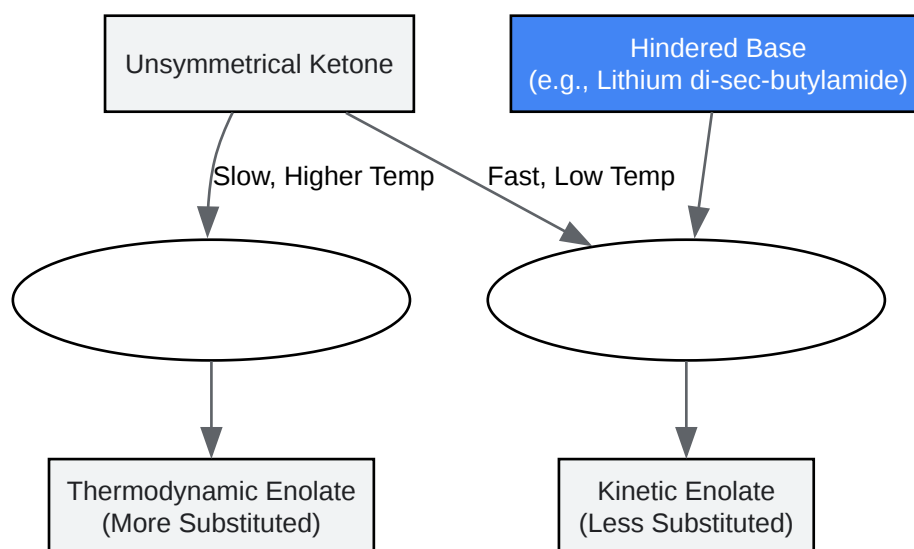 Unsymmetrical Ketone
Hindered Base
(e.g., Lithium di-sec-butylamide)
Slow, Higher Temp
Fast, Low Temp
Thermodynamic Enolate
(More Substituted)
Kinetic Enolate
(Less Substituted)